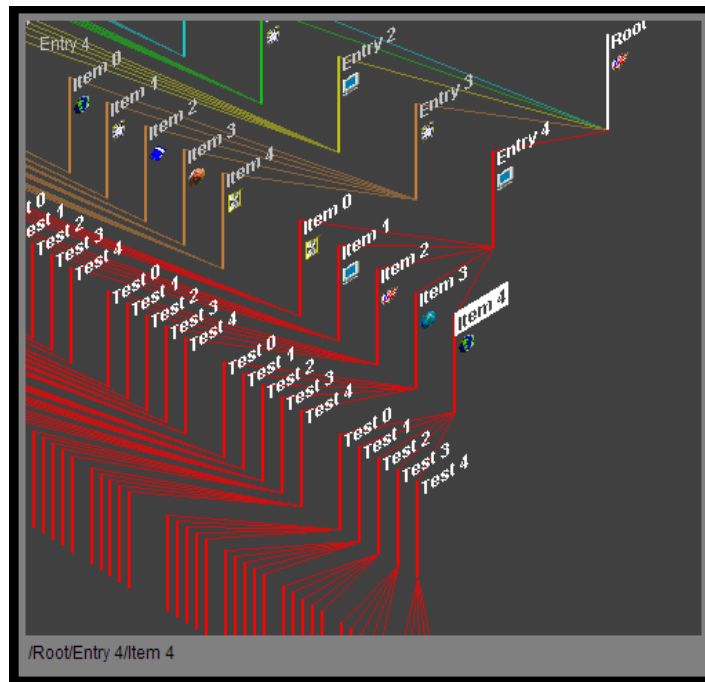 Root
Entry 4
Entry 2
Item 0
Entry 3
Item 1
Item 2
Entry 4
Item 3
Item 4
Item 0
Item 1
Item 2
Item 3
Item 4
t 0
est 1
Test 2
Test 3
Test 4
Test 0
Test 1
Test 2
Test 3
Test 4
Test 0
Test 1
Test 2
Test 3
Test 4
Test 0
Test 1
Test 2
Test 3
Test 4
/Root/Entry 4/Item 4